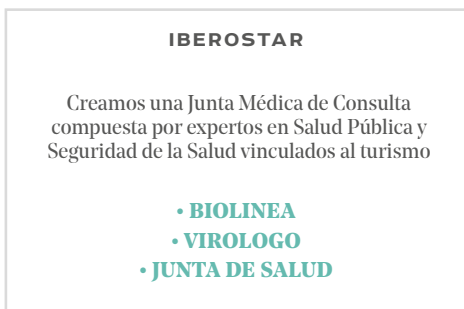 IBEROSTAR
Creamos una Junta Médica de Consulta
compuesta por expertos en Salud Pública y
Seguridad de la Salud vinculados al turismo
• BIOLINEA
• VIROLOGO
• JUNTA DE SALUD